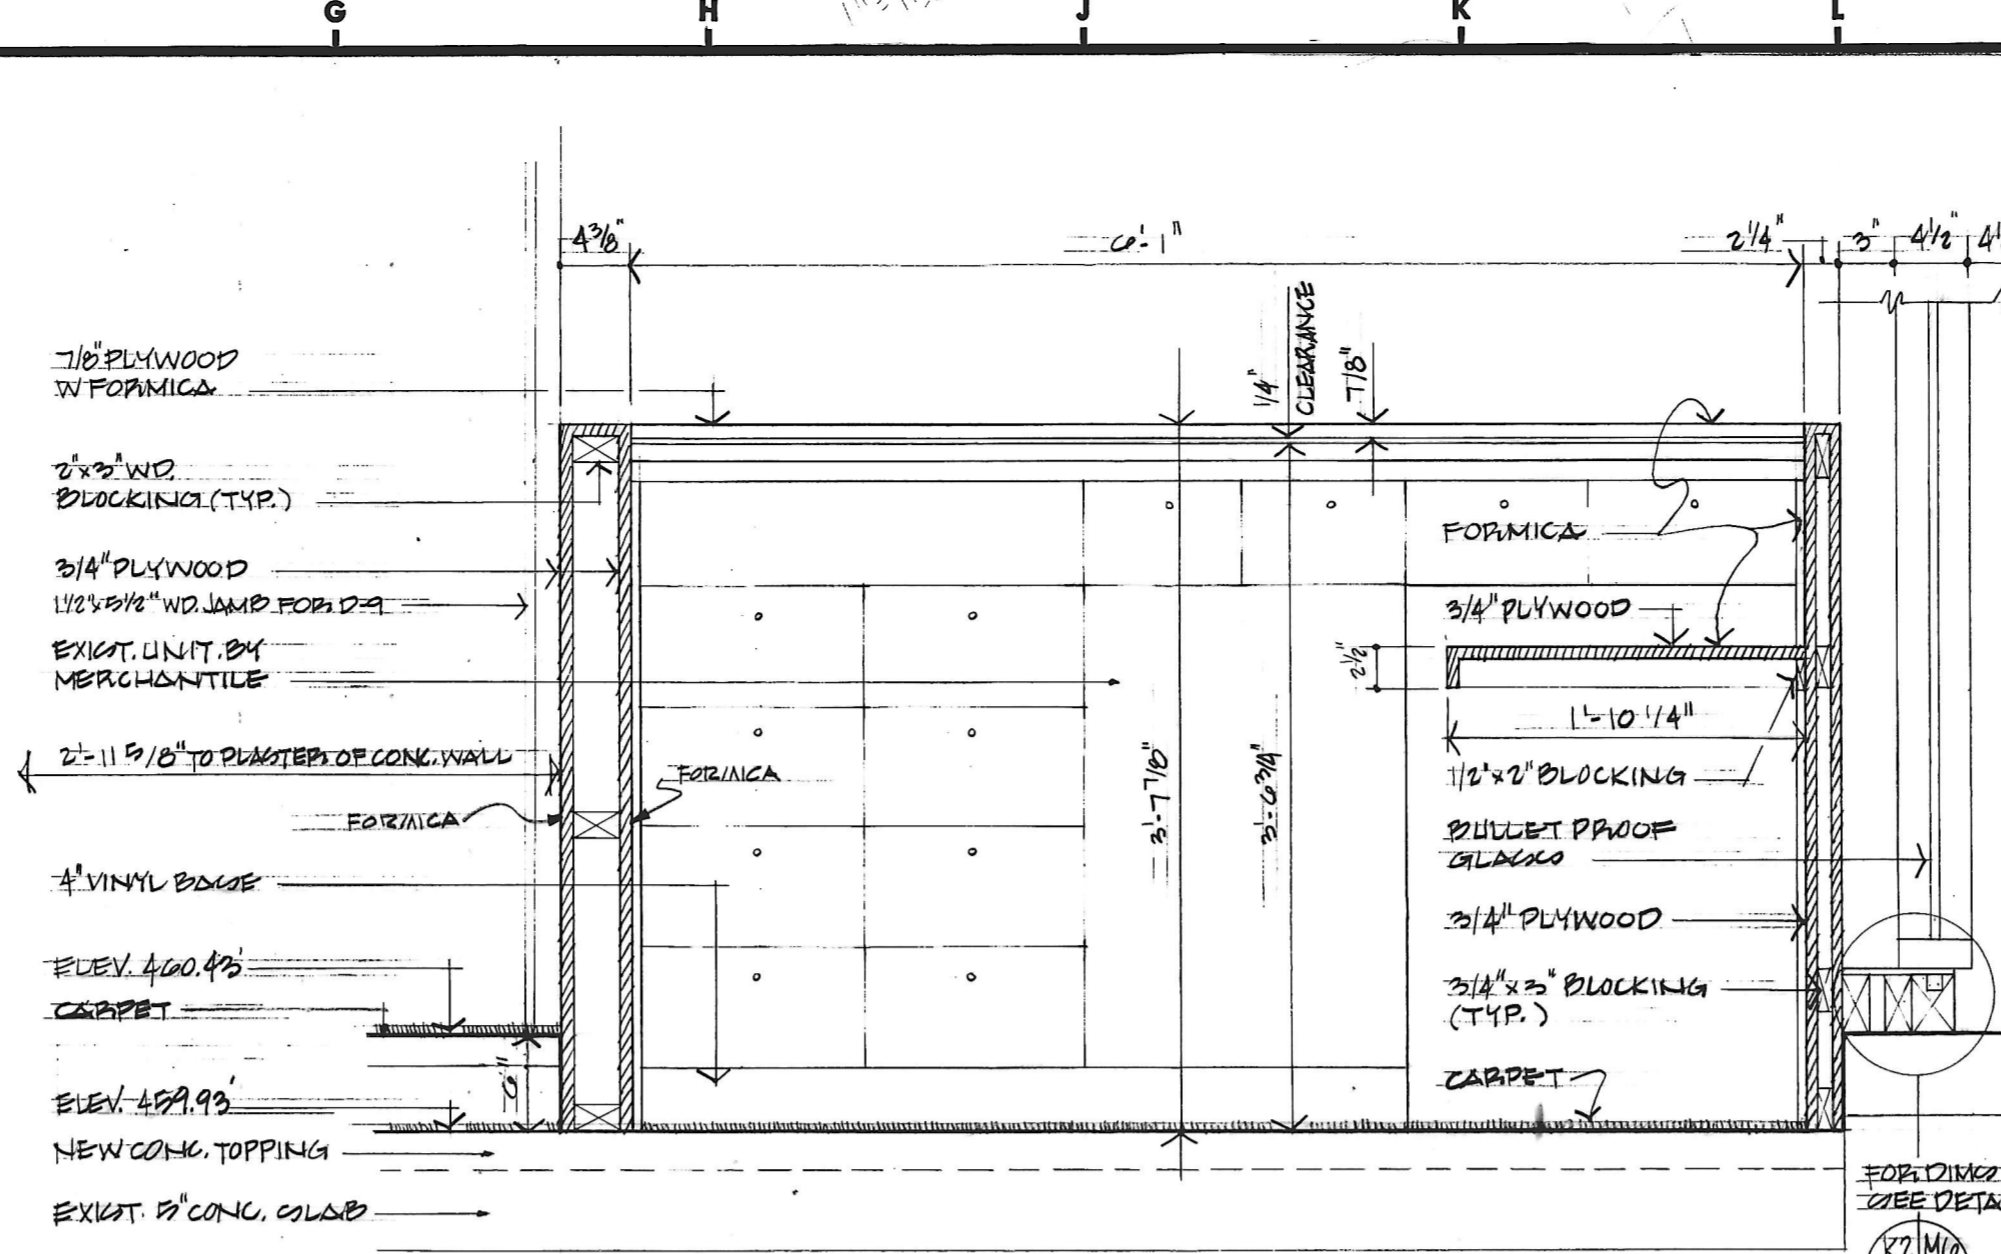 G H J K L
4 3/8" 6'-1" 2 1/4" 3" 4 1/2" 4
1/4" CLEARANCE 7/8"
7/8" PLYWOOD
W FORMICA
2"x3" WD.
BLOCKING (TYP.)
3/4" PLYWOOD
1 1/2"x5 1/2" WD. JAMB FOR D-9
EXIST. UNIT. BY
MERCHANTILE
2'-11 5/8" TO PLASTER OF CONC. WALL
FORMICA
FORMICA
4" VINYL BASE
ELEV. 460.43'
CARPET
6"
ELEV. 459.93'
NEW CONC. TOPPING
EXIST. 5" CONC. SLAB
3'-7 7/8"
3'-6 3/4"
FORMICA
3/4" PLYWOOD
2 1/2"
1'-10 1/4"
1/2"x2" BLOCKING
BULLET PROOF
GLASS
3/4" PLYWOOD
3/4"x3" BLOCKING
(TYP.)
CARPET
FOR DIMS
SEE DETA
K2 M10